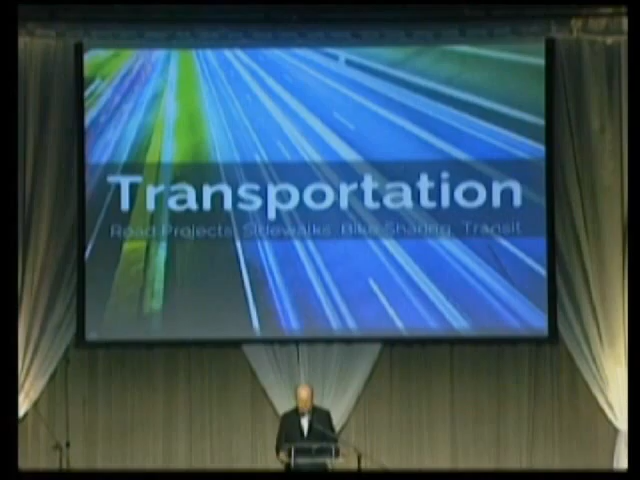 Transportation
Road Projects, Sidewalks, Bike Sharing, Transit